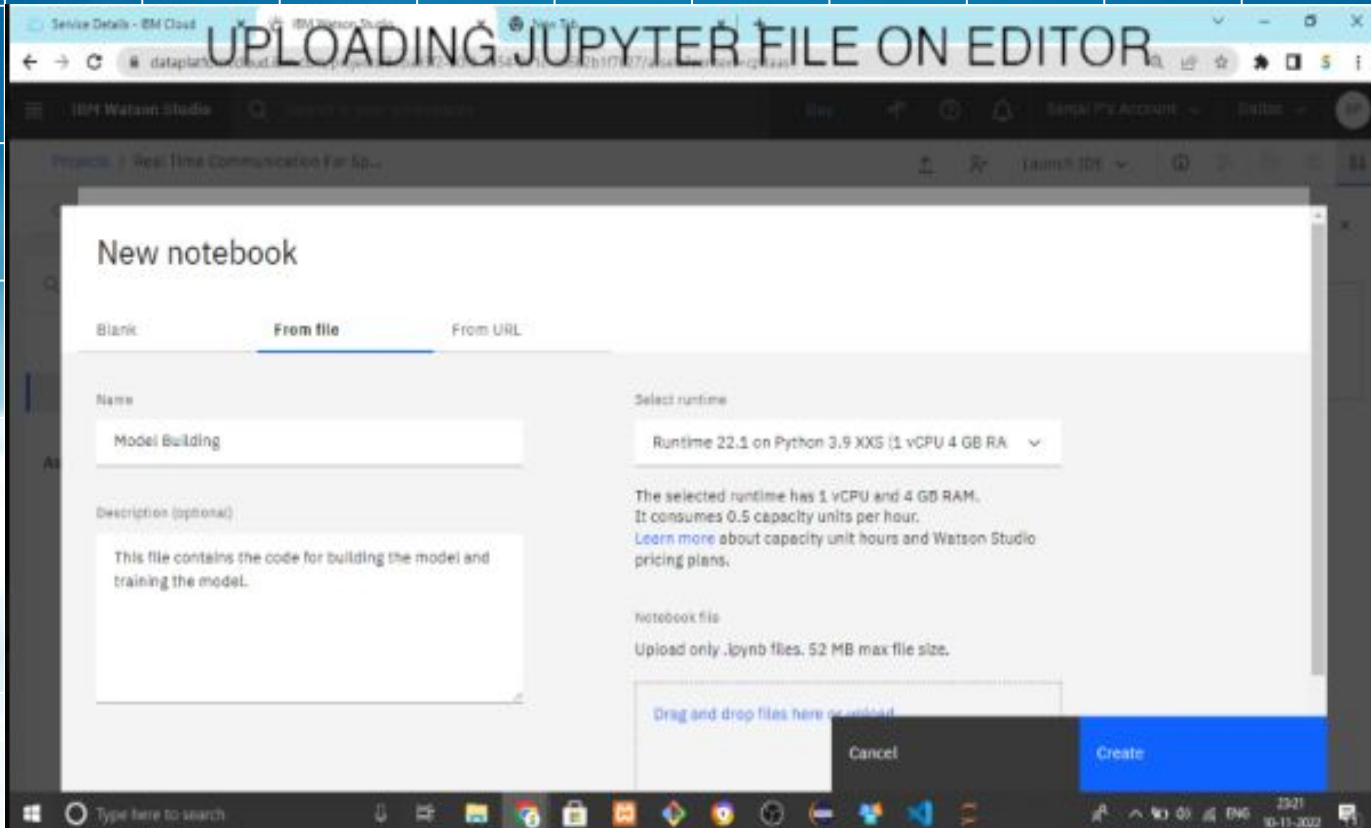 Service Details - IBM Cloud
IBM Watson Studio
New Tab
UPLOADING JUPYTER FILE ON EDITOR
IBM Watson Studio
Buy
Launch IDE
Projects / Real Time Communication For Sp...
New notebook
Blank From file From URL
Name
Model Building
Description (optional)
This file contains the code for building the model and
training the model.
Select runtime
Runtime 22.1 on Python 3.9 XXS (1 vCPU 4 GB RA
The selected runtime has 1 vCPU and 4 GB RAM.
It consumes 0.5 capacity units per hour.
Learn more about capacity unit hours and Watson Studio
pricing plans.
Notebook file
Upload only .ipynb files. 52 MB max file size.
Drag and drop files here or upload
Cancel
Create
Type here to search
ENG
23:21
10-11-2022